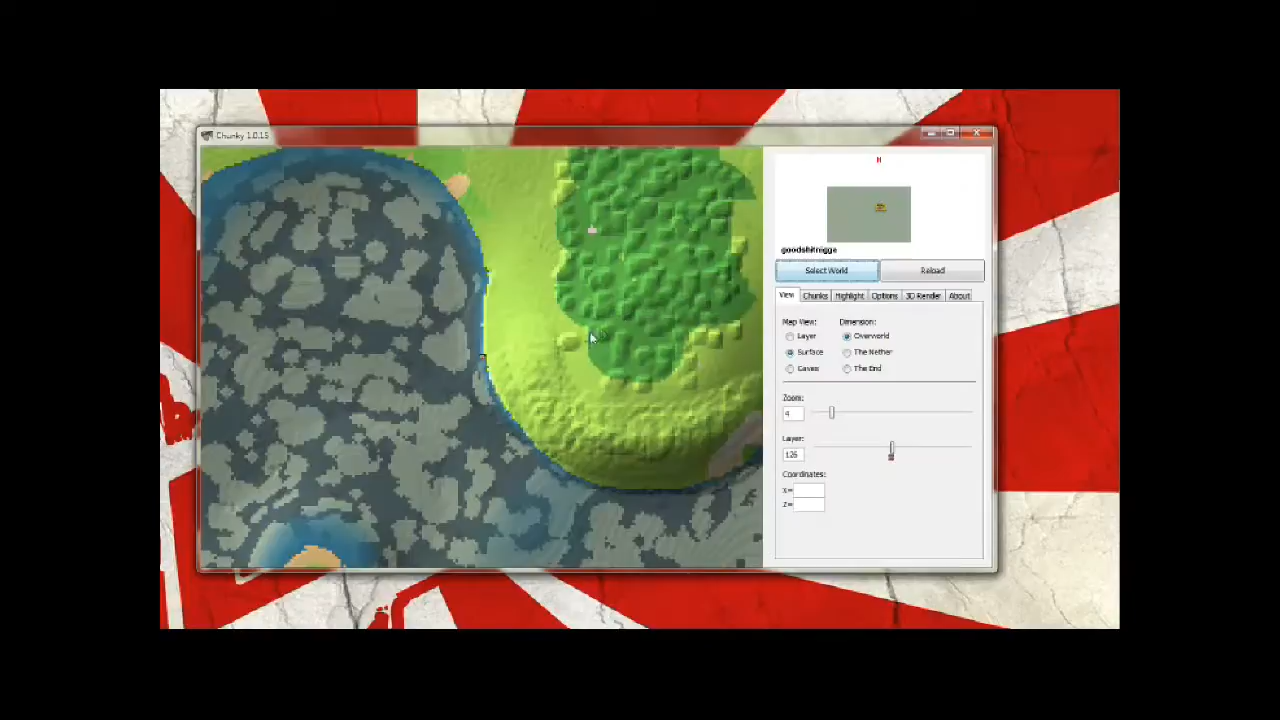 Chunky 1.0.15
N
goodshitnigge
Select World
Reload
View
Chunks
Highlight
Options
3D Render
About
Map View:
Dimension:
Layer
Overworld
Surface
The Nether
Caves
The End
Zoom:
4
Layer:
126
Coordinates:
X=
Z=